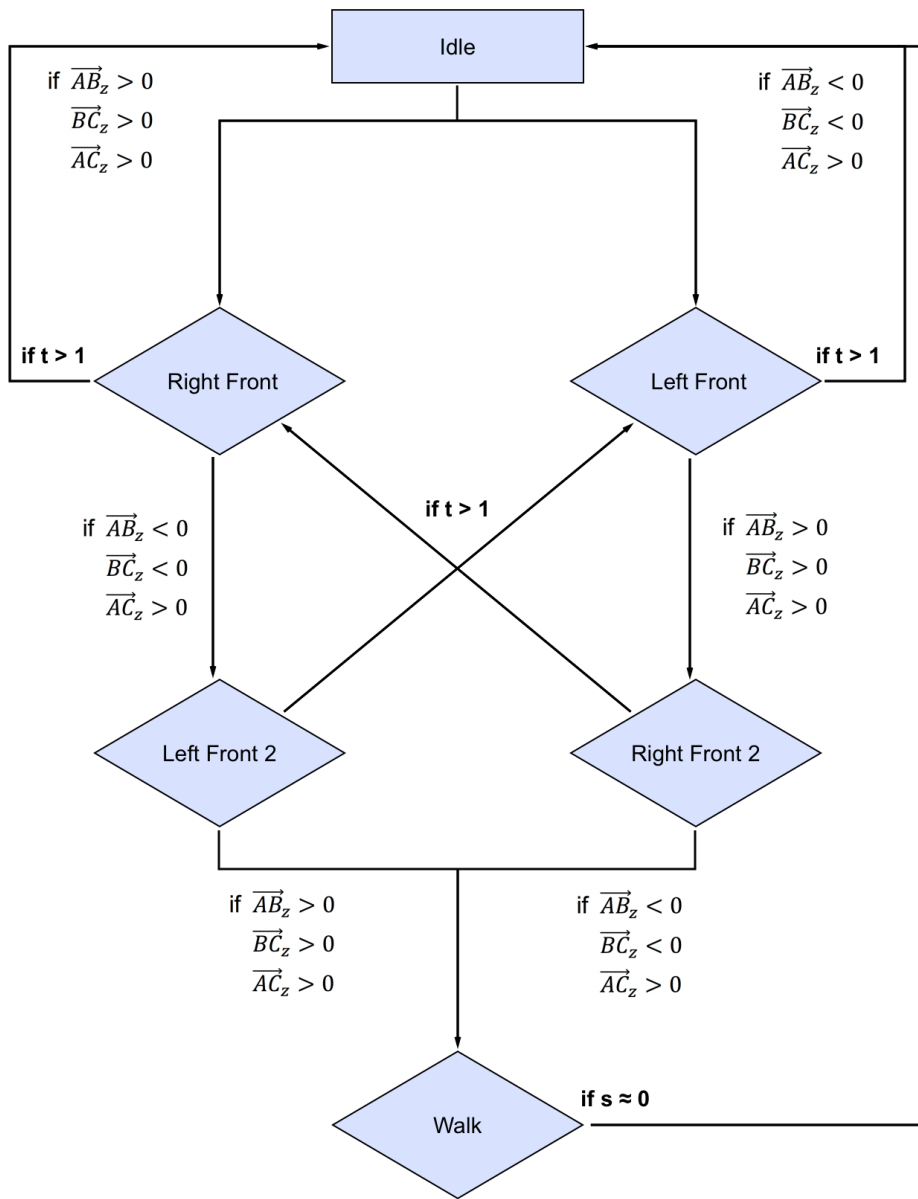 Idle
if $\overrightarrow{AB}_z > 0$
$\overrightarrow{BC}_z > 0$
$\overrightarrow{AC}_z > 0$
if $\overrightarrow{AB}_z < 0$
$\overrightarrow{BC}_z < 0$
$\overrightarrow{AC}_z > 0$
if t > 1
Right Front
Left Front
if t > 1
if t > 1
if $\overrightarrow{AB}_z < 0$
$\overrightarrow{BC}_z < 0$
$\overrightarrow{AC}_z > 0$
if $\overrightarrow{AB}_z > 0$
$\overrightarrow{BC}_z > 0$
$\overrightarrow{AC}_z > 0$
Left Front 2
Right Front 2
if $\overrightarrow{AB}_z > 0$
$\overrightarrow{BC}_z > 0$
$\overrightarrow{AC}_z > 0$
if $\overrightarrow{AB}_z < 0$
$\overrightarrow{BC}_z < 0$
$\overrightarrow{AC}_z > 0$
Walk
if s ≈ 0